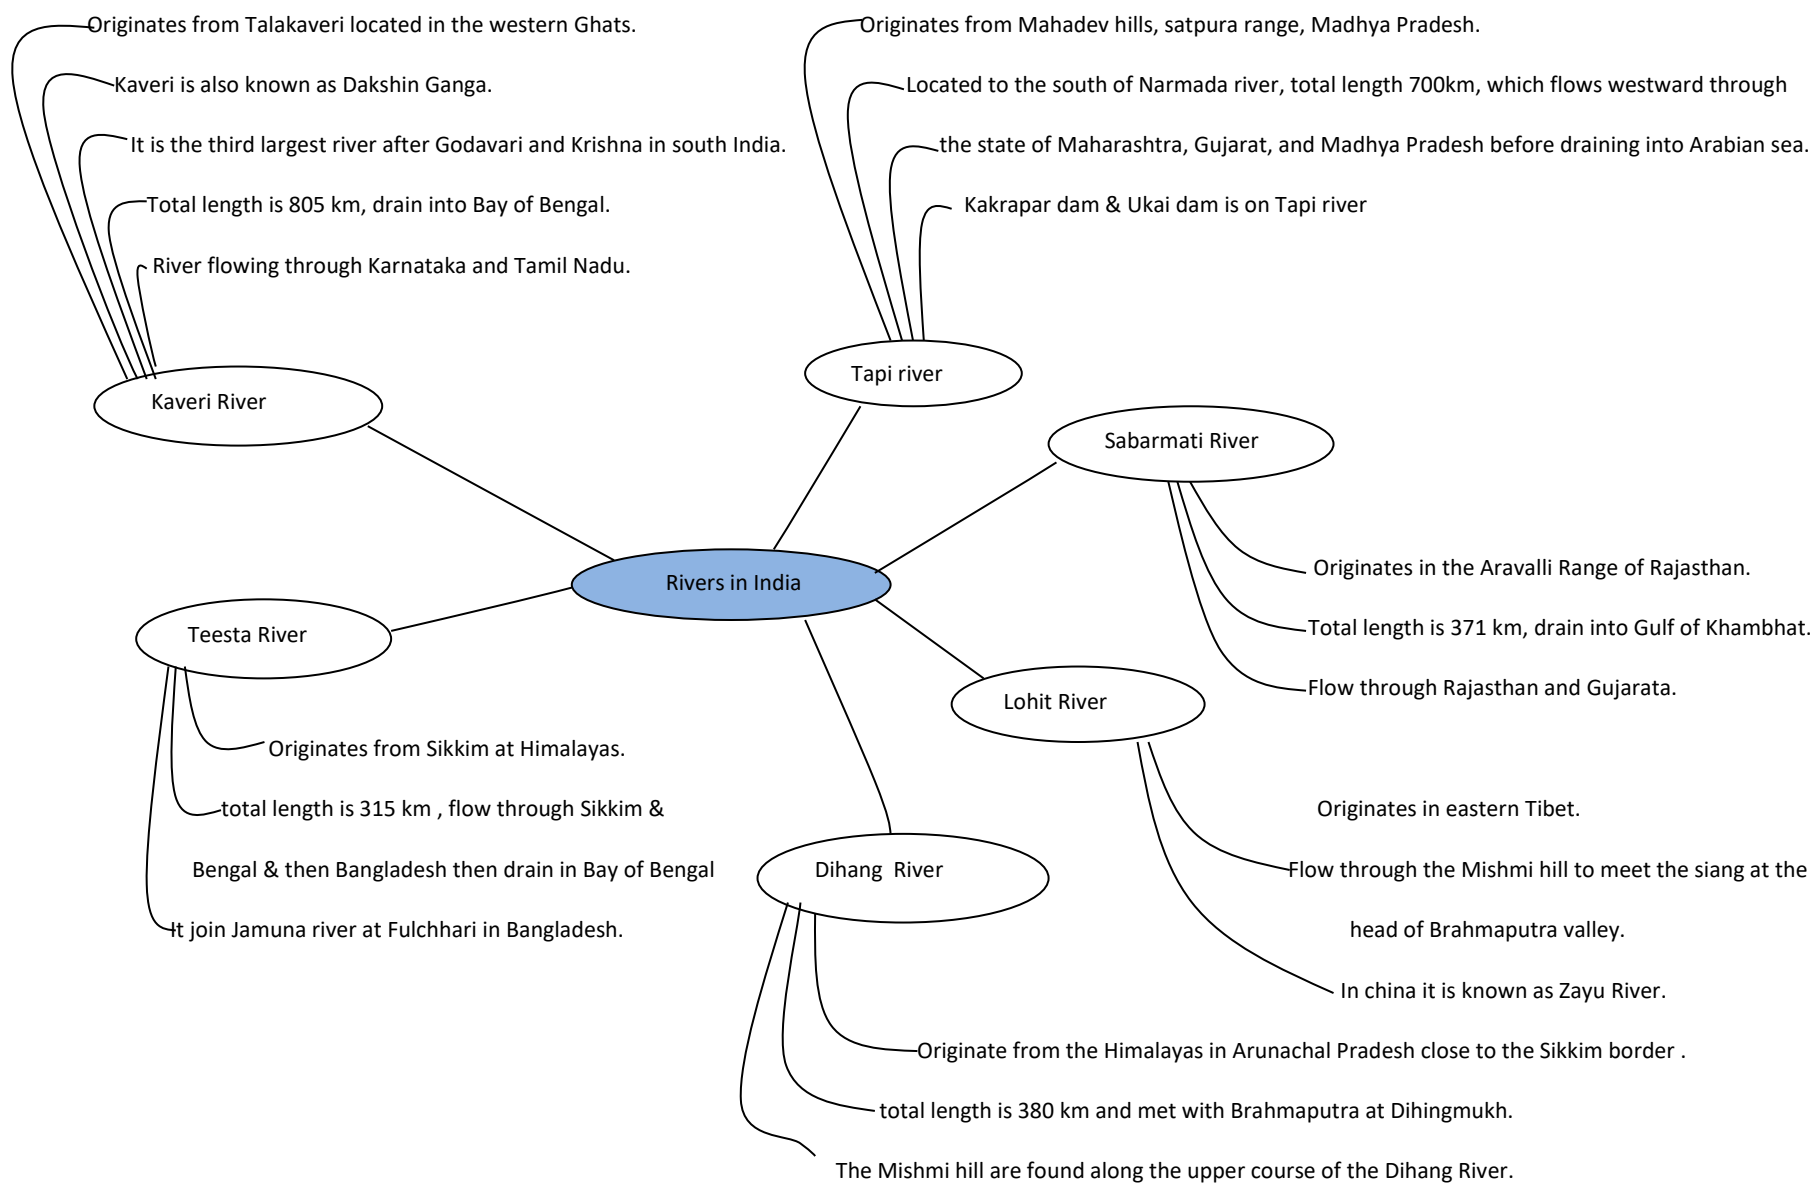 Originates from Talakaveri located in the western Ghats.
Kaveri is also known as Dakshin Ganga.
It is the third largest river after Godavari and Krishna in south India.
Total length is 805 km, drain into Bay of Bengal.
River flowing through Karnataka and Tamil Nadu.
Kaveri River
Originates from Mahadev hills, satpura range, Madhya Pradesh.
Located to the south of Narmada river, total length 700km, which flows westward through
the state of Maharashtra, Gujarat, and Madhya Pradesh before draining into Arabian sea.
Kakrapar dam & Ukai dam is on Tapi river
Tapi river
Sabarmati River
Originates in the Aravalli Range of Rajasthan.
Total length is 371 km, drain into Gulf of Khambhat.
Flow through Rajasthan and Gujarata.
Rivers in India
Teesta River
Originates from Sikkim at Himalayas.
total length is 315 km , flow through Sikkim &
Bengal & then Bangladesh then drain in Bay of Bengal
It join Jamuna river at Fulchhari in Bangladesh.
Lohit River
Originates in eastern Tibet.
Flow through the Mishmi hill to meet the siang at the
head of Brahmaputra valley.
In china it is known as Zayu River.
Dihang River
Originate from the Himalayas in Arunachal Pradesh close to the Sikkim border .
total length is 380 km and met with Brahmaputra at Dihingmukh.
The Mishmi hill are found along the upper course of the Dihang River.